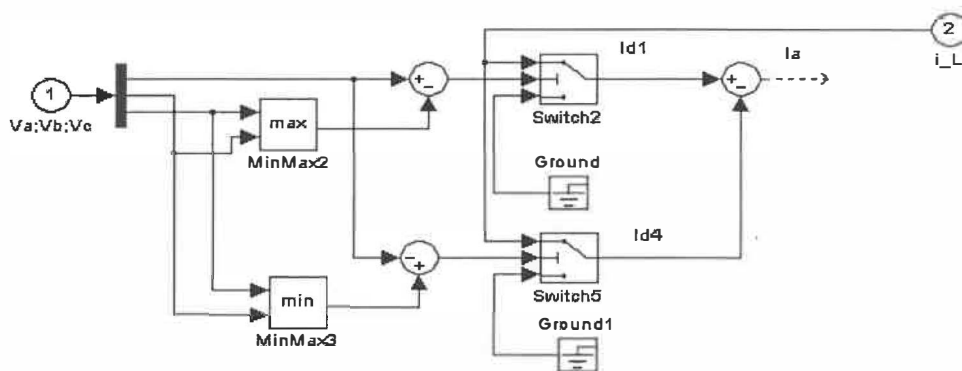 2
Id1
Ia
i_L
1
Va;Vb;Vc
max
MinMax2
Switch2
Ground
Id4
min
MinMax3
Switch5
Ground1